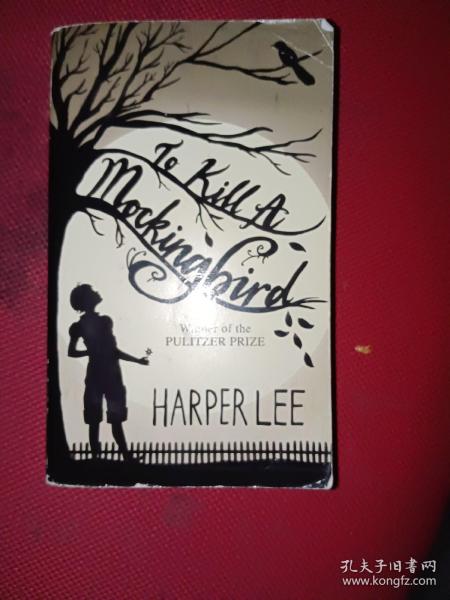 To Kill A
Mockingbird
Winner of the
PULITZER PRIZE
HARPER LEE
孔夫子旧书网
www.kongfz.com